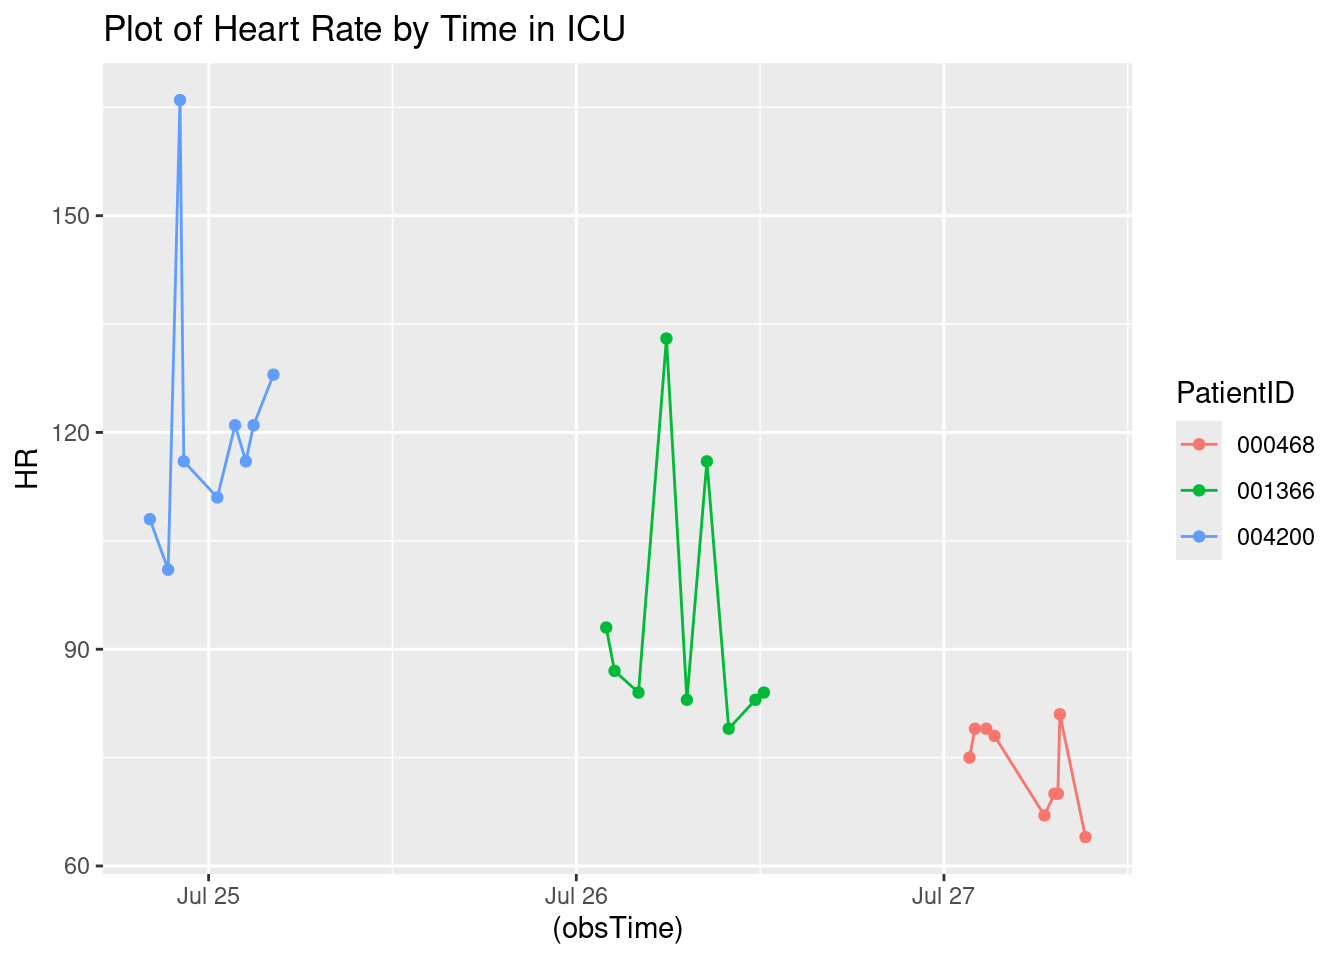 Plot of Heart Rate by Time in ICU
150
120
90
60
HR
Jul 25
Jul 26
Jul 27
(obsTime)
PatientID
000468
001366
004200